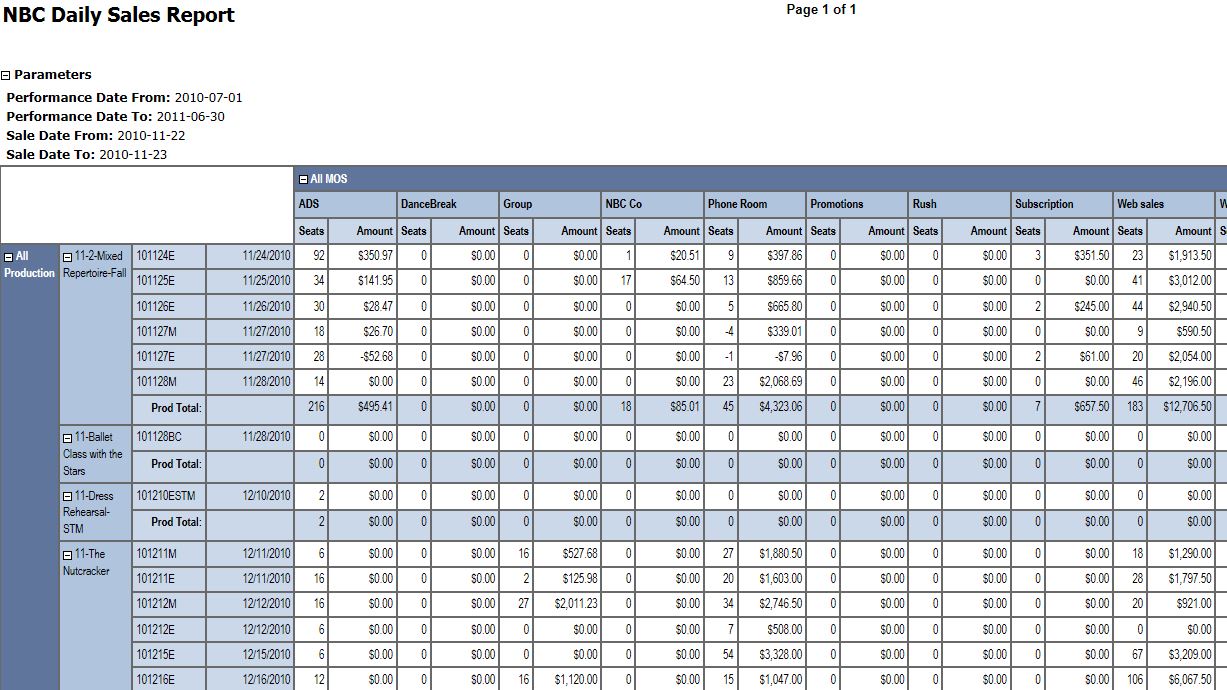 NBC Daily Sales Report
Page 1 of 1
Parameters
Performance Date From: 2010-07-01
Performance Date To: 2011-06-30
Sale Date From: 2010-11-22
Sale Date To: 2010-11-23
All MOS
ADS DanceBreak Group NBC Co Phone Room Promotions Rush Subscription Web sales W
Seats Amount Seats Amount Seats Amount Seats Amount Seats Amount Seats Amount Seats Amount Seats Amount Seats Amount S
All 11-2-Mixed 101124E 11/24/2010 92 $350.97 0 $0.00 0 $0.00 1 $20.51 9 $397.86 0 $0.00 0 $0.00 3 $351.50 23 $1,913.50
Production Repertoire-Fall 101125E 11/25/2010 34 $141.95 0 $0.00 0 $0.00 17 $64.50 13 $859.66 0 $0.00 0 $0.00 0 $0.00 41 $3,012.00
101126E 11/26/2010 30 $28.47 0 $0.00 0 $0.00 0 $0.00 5 $665.80 0 $0.00 0 $0.00 2 $245.00 44 $2,940.50
101127M 11/27/2010 18 $26.70 0 $0.00 0 $0.00 0 $0.00 -4 $339.01 0 $0.00 0 $0.00 0 $0.00 9 $590.50
101127E 11/27/2010 28 -$52.68 0 $0.00 0 $0.00 0 $0.00 -1 -$7.96 0 $0.00 0 $0.00 2 $61.00 20 $2,054.00
101128M 11/28/2010 14 $0.00 0 $0.00 0 $0.00 0 $0.00 23 $2,068.69 0 $0.00 0 $0.00 0 $0.00 46 $2,196.00
Prod Total: 216 $495.41 0 $0.00 0 $0.00 18 $85.01 45 $4,323.06 0 $0.00 0 $0.00 7 $657.50 183 $12,706.50
11-Ballet 101128BC 11/28/2010 0 $0.00 0 $0.00 0 $0.00 0 $0.00 0 $0.00 0 $0.00 0 $0.00 0 $0.00 0 $0.00
Class with the
Stars Prod Total: 0 $0.00 0 $0.00 0 $0.00 0 $0.00 0 $0.00 0 $0.00 0 $0.00 0 $0.00 0 $0.00
11-Dress 101210ESTM 12/10/2010 2 $0.00 0 $0.00 0 $0.00 0 $0.00 0 $0.00 0 $0.00 0 $0.00 0 $0.00 0 $0.00
Rehearsal-
STM Prod Total: 2 $0.00 0 $0.00 0 $0.00 0 $0.00 0 $0.00 0 $0.00 0 $0.00 0 $0.00 0 $0.00
11-The 101211M 12/11/2010 6 $0.00 0 $0.00 16 $527.68 0 $0.00 27 $1,880.50 0 $0.00 0 $0.00 0 $0.00 18 $1,290.00
Nutcracker 101211E 12/11/2010 16 $0.00 0 $0.00 2 $125.98 0 $0.00 20 $1,603.00 0 $0.00 0 $0.00 0 $0.00 28 $1,797.50
101212M 12/12/2010 16 $0.00 0 $0.00 27 $2,011.23 0 $0.00 34 $2,746.50 0 $0.00 0 $0.00 0 $0.00 20 $921.00
101212E 12/12/2010 6 $0.00 0 $0.00 0 $0.00 0 $0.00 7 $508.00 0 $0.00 0 $0.00 0 $0.00 0 $0.00
101215E 12/15/2010 6 $0.00 0 $0.00 0 $0.00 0 $0.00 54 $3,328.00 0 $0.00 0 $0.00 0 $0.00 67 $3,209.00
101216E 12/16/2010 12 $0.00 0 $0.00 16 $1,120.00 0 $0.00 15 $1,047.00 0 $0.00 0 $0.00 0 $0.00 106 $6,067.50